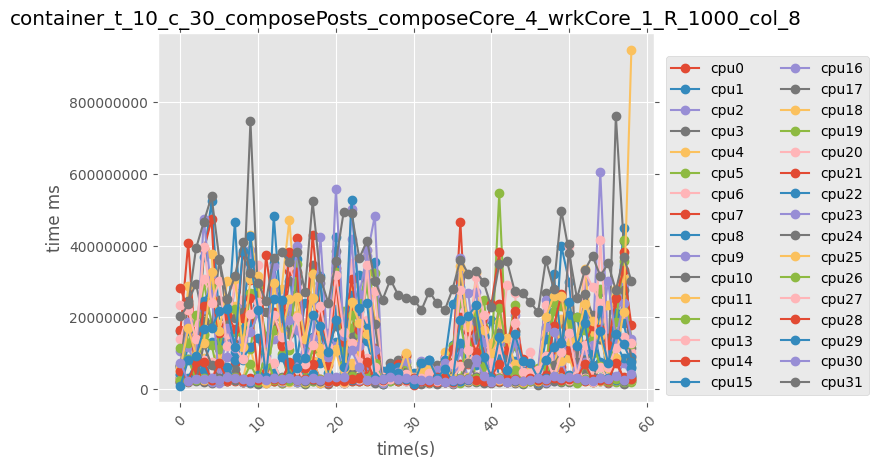 container_t_10_c_30_composePosts_composeCore_4_wrkCore_1_R_1000_col_8
time ms
800000000
600000000
400000000
200000000
0
0
10
20
30
40
50
60
time(s)
cpu0
cpu1
cpu2
cpu3
cpu4
cpu5
cpu6
cpu7
cpu8
cpu9
cpu10
cpu11
cpu12
cpu13
cpu14
cpu15
cpu16
cpu17
cpu18
cpu19
cpu20
cpu21
cpu22
cpu23
cpu24
cpu25
cpu26
cpu27
cpu28
cpu29
cpu30
cpu31